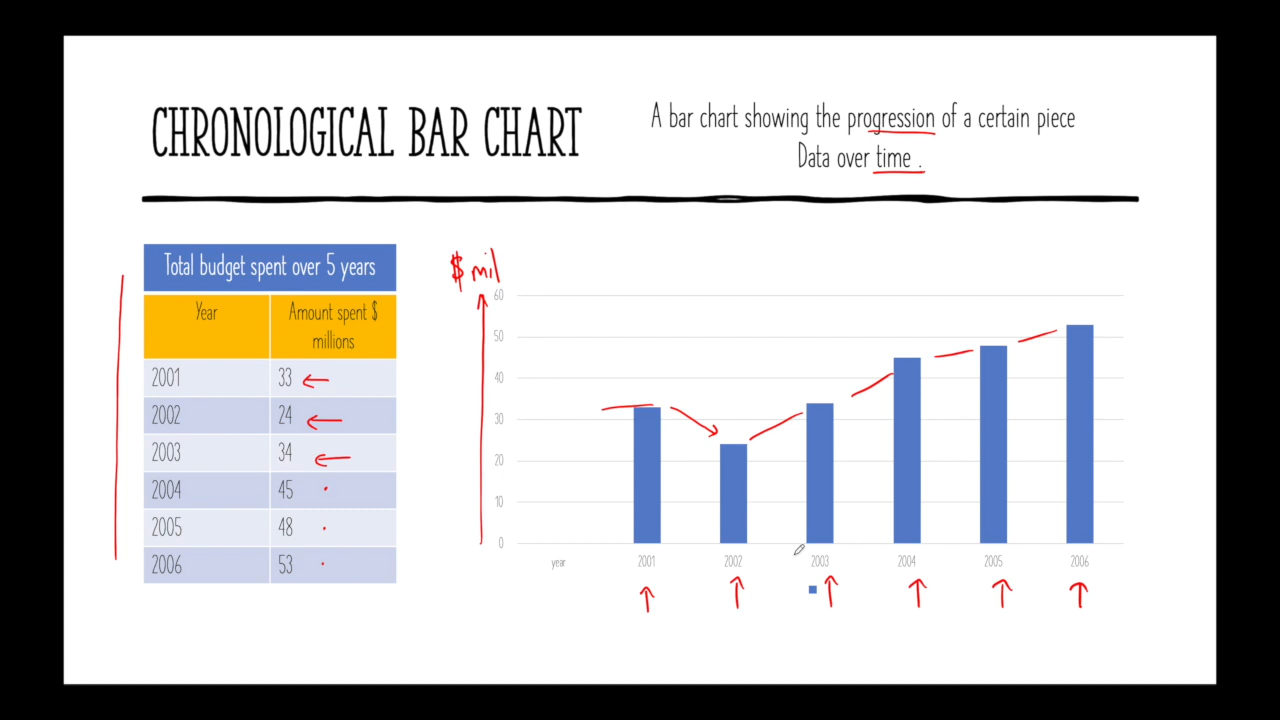 CHRONOLOGICAL BAR CHART
A bar chart showing the progression of a certain piece
Data over time .
Total budget spent over 5 years
Year
Amount spent $
millions
2001 33
2002 24
2003 34
2004 45
2005 48
2006 53
$ mil
60
50
40
30
20
10
0
year 2001 2002 2003 2004 2005 2006